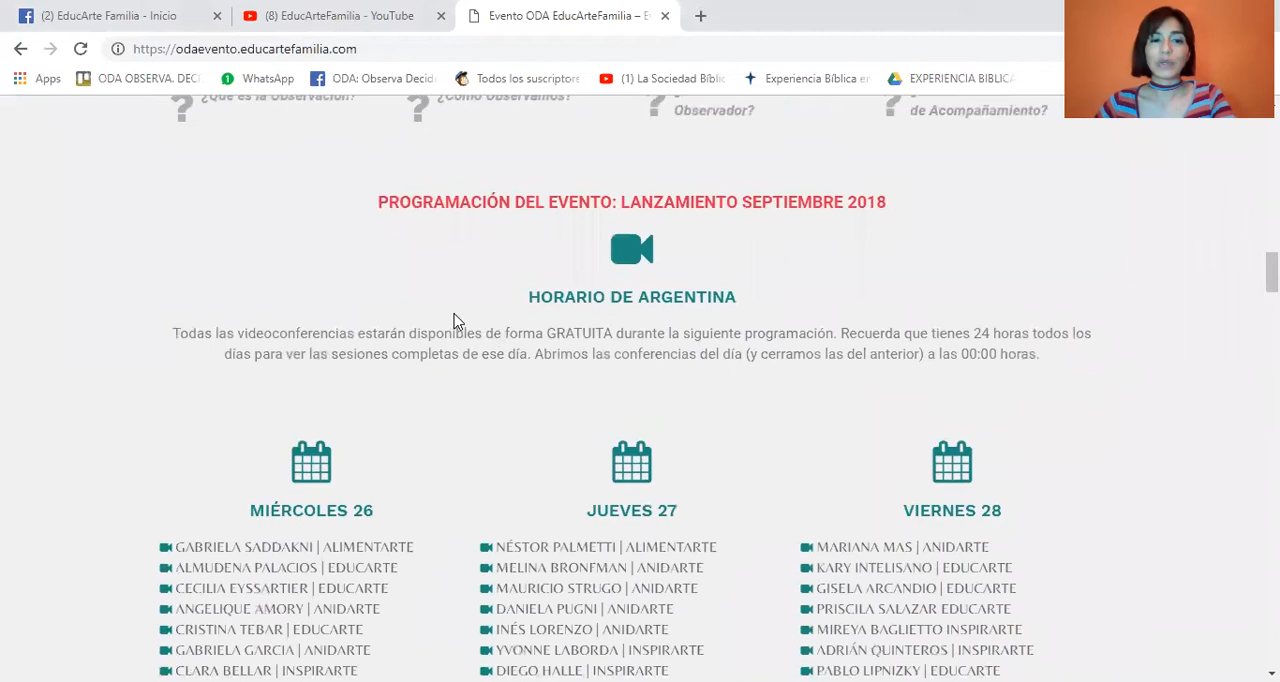 (2) EducArte Familia - Inicio
(8) EducArteFamilia - YouTube
Evento ODA EducArteFamilia – E
https://odaevento.educartefamilia.com
Apps
ODA OBSERVA. DECI
WhatsApp
ODA: Observa Decid
Todos los suscriptore
(1) La Sociedad Bíblic
Experiencia Bíblica en
EXPERIENCIA BIBLICA
¿Qué es la Observación?
¿Cómo Observamos?
Observador?
de Acompañamiento?
PROGRAMACIÓN DEL EVENTO: LANZAMIENTO SEPTIEMBRE 2018
HORARIO DE ARGENTINA
Todas las videoconferencias estarán disponibles de forma GRATUITA durante la siguiente programación. Recuerda que tienes 24 horas todos los
días para ver las sesiones completas de ese día. Abrimos las conferencias del día (y cerramos las del anterior) a las 00:00 horas.
MIÉRCOLES 26
GABRIELA SADDAKNI | ALIMENTARTE
ALMUDENA PALACIOS | EDUCARTE
CECILIA EYSSARTIER | EDUCARTE
ANGELIQUE AMORY | ANIDARTE
CRISTINA TEBAR | EDUCARTE
GABRIELA GARCIA | ANIDARTE
CLARA BELLAR | INSPIRARTE
JUEVES 27
NÉSTOR PALMETTI | ALIMENTARTE
MELINA BRONFMAN | ANIDARTE
MAURICIO STRUGO | ANIDARTE
DANIELA PUGNI | ANIDARTE
INÉS LORENZO | ANIDARTE
YVONNE LABORDA | INSPIRARTE
DIEGO HALLE | INSPIRARTE
VIERNES 28
MARIANA MAS | ANIDARTE
KARY INTELISANO | EDUCARTE
GISELA ARCANDIO | EDUCARTE
PRISCILA SALAZAR EDUCARTE
MIREYA BAGLIETTO INSPIRARTE
ADRIÁN QUINTEROS | INSPIRARTE
PABLO LIPNIZKY | EDUCARTE